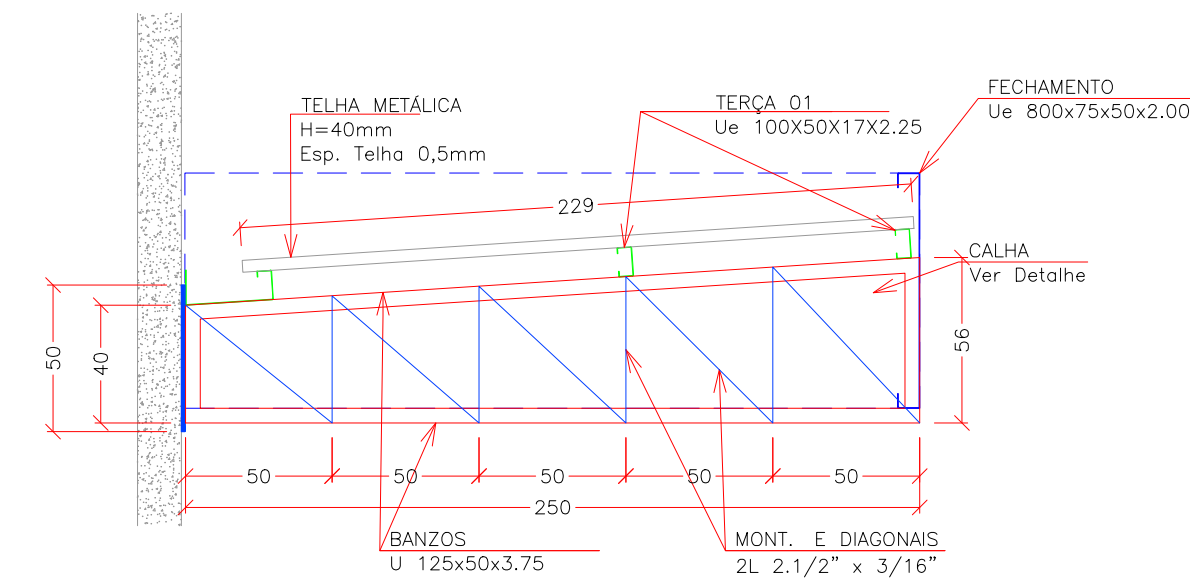 TELHA METÁLICA
H=40mm
Esp. Telha 0,5mm
TERÇA 01
Ue 100X50X17X2.25
FECHAMENTO
Ue 800x75x50x2.00
229
CALHA
Ver Detalhe
50
40
56
50
50
50
50
50
250
BANZOS
U 125x50x3.75
MONT. E DIAGONAIS
2L 2.1/2" x 3/16"